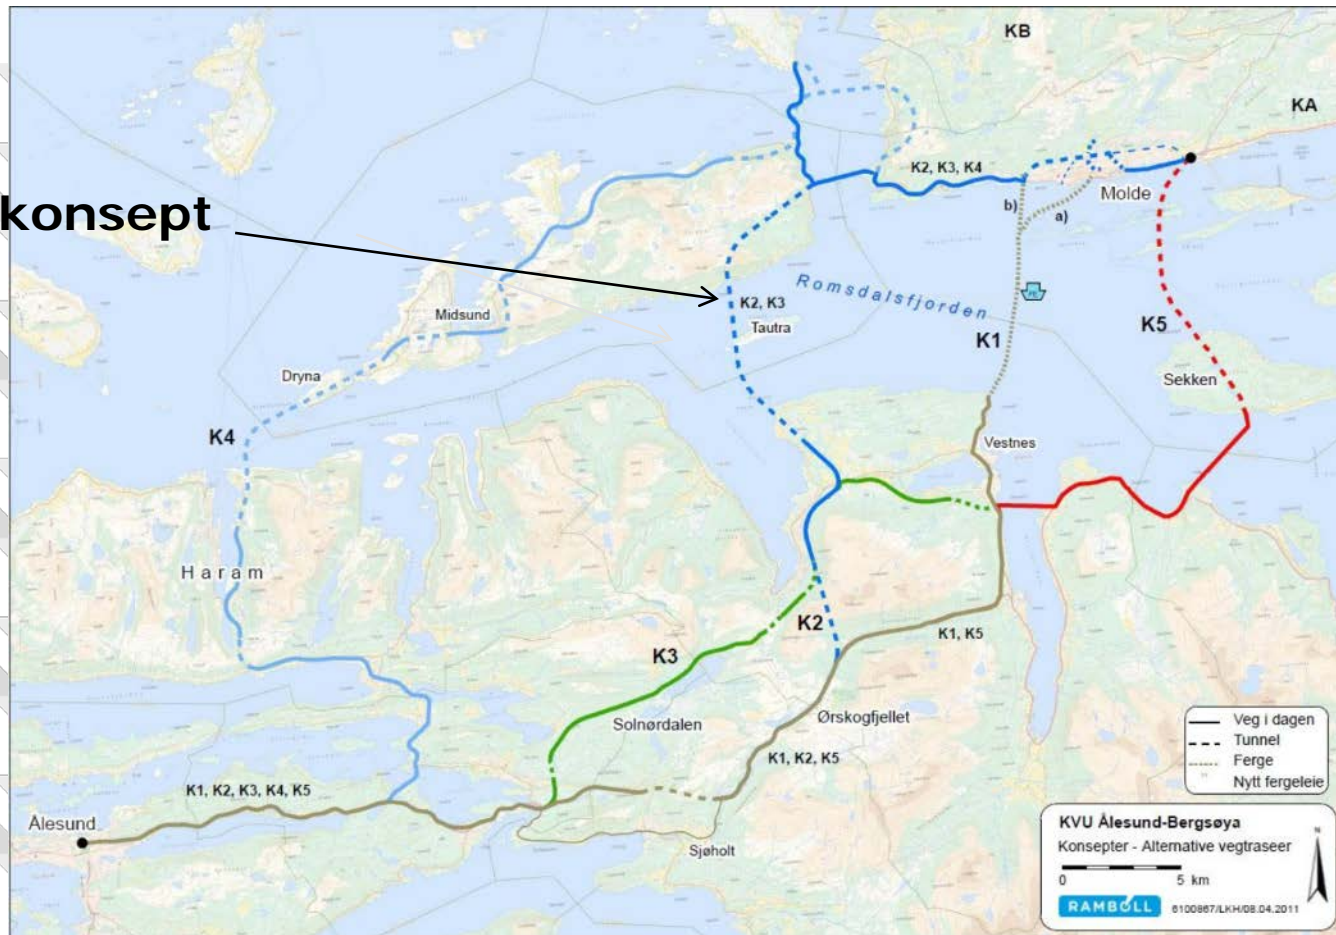 KB
KA
K2, K3, K4
Molde
b)
a)
konsept
Romsdalsfjorden
K2, K3
Tautra
Midsund
K1
K5
Sekken
Dryna
K4
Vestnes
Haram
K2
K1, K5
K3
Solnørdalen
Ørskogfjellet
K1, K2, K5
K1, K2, K3, K4, K5
Ålesund
Sjøholt
Veg i dagen
Tunnel
Ferge
Nytt fergeleie
KVU Ålesund-Bergsøya
Konsepter - Alternative vegtraseer
N
0 5 km
RAMBOLL 6100867/LKH/08.04.2011